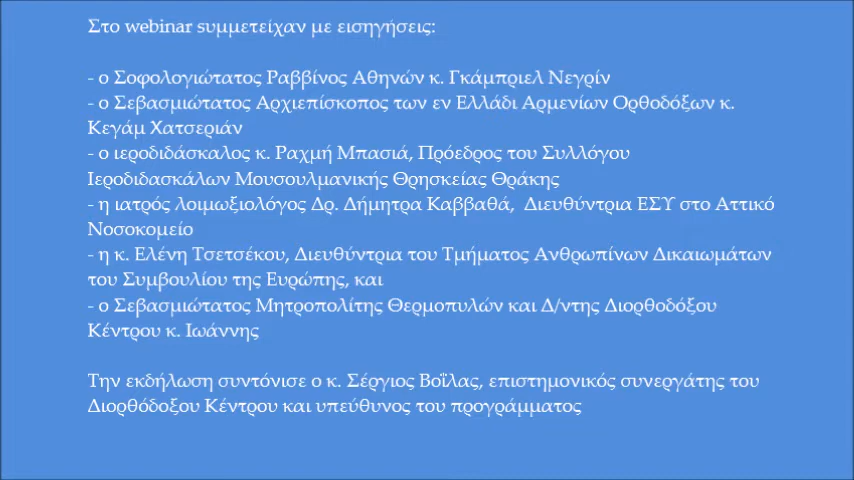 Στο webinar sυμμετείχαν με εισηγήσεις:
- ο Σοφολογιώτατος Ραββίνος Αθηνών κ. Γκάμπριελ Νεγρίν
- ο Σεβασμιώτατος Αρχιεπίσκοπος των εν Ελλάδι Αρμενίων Ορθοδόξων κ.
Κεγάμ Χατσεριάν
- ο ιεροδιδάσκαλος κ. Ραχμή Μπασιά, Πρόεδρος του Συλλόγου
Ιεροδιδασκάλων Μουσουλμανικής Θρησκείας Θράκης
- η ιατρός λοιμωξιολόγος Δρ. Δήμητρα Καββαθά, Διευθύντρια ΕΣΥ στο Αττικό
Νοσοκομείο
- η κ. Ελένη Τσετσέκου, Διευθύντρια του Τμήματος Ανθρωπίνων Δικαιωμάτων
του Συμβουλίου της Ευρώπης, και
- ο Σεβασμιώτατος Μητροπολίτης Θερμοπυλών και Δ/ντης Διορθοδόξου
Κέντρου κ. Ιωάννης
Την εκδήλωση συντόνισε ο κ. Σέργιος Βοΐλας, επιστημονικός συνεργάτης του
Διορθόδοξου Κέντρου και υπεύθυνος του προγράμματος